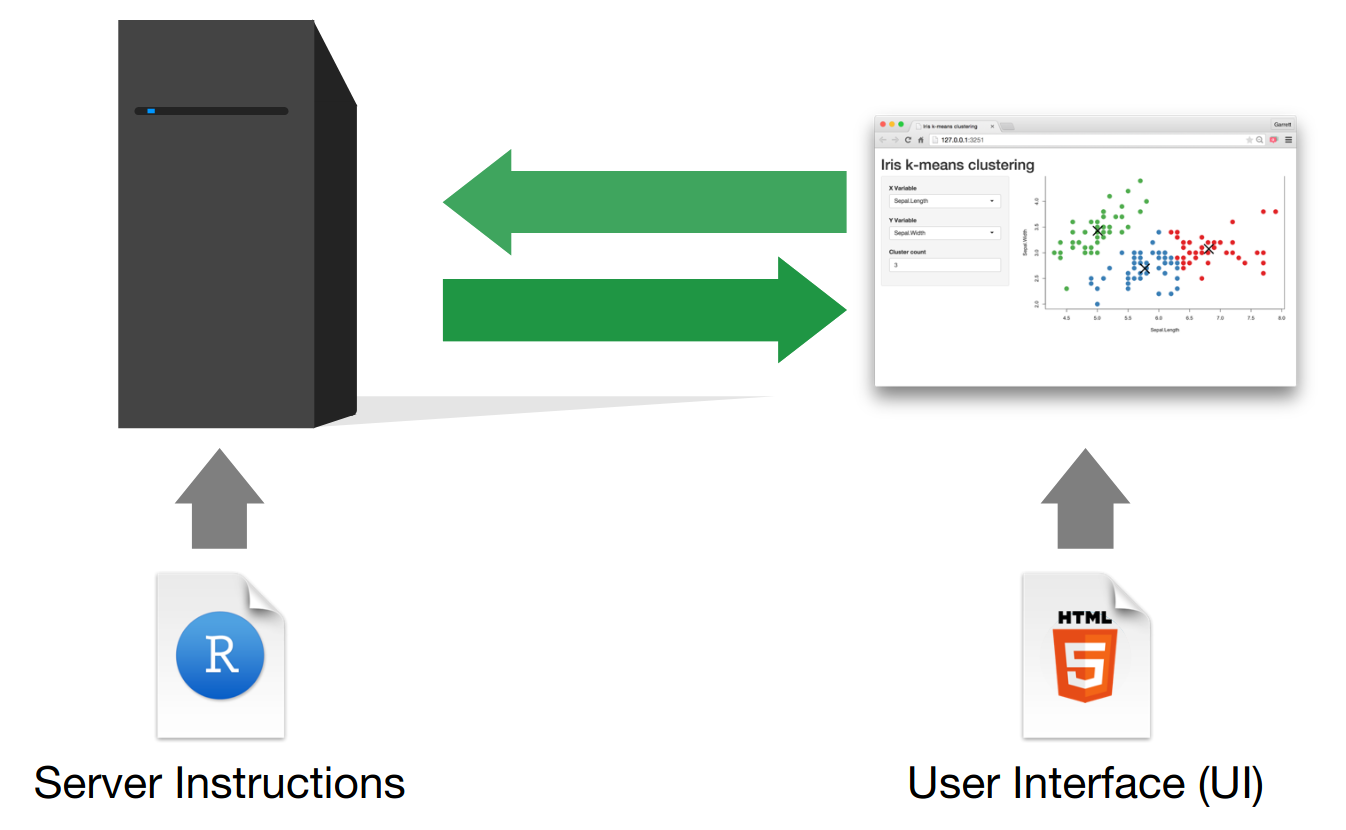 Iris k-means clustering
Garrett
127.0.0.1:3251
Iris k-means clustering
X Variable
Sepal.Length
Y Variable
Sepal.Width
Cluster count
3
Sepal.Width
4.0
3.5
3.0
2.5
2.0
4.5 5.0 5.5 6.0 6.5 7.0 7.5 8.0
Sepal.Length
R
HTML
5
Server Instructions
User Interface (UI)